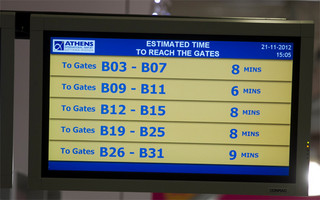 ATHENS
ESTIMATED TIME
TO REACH THE GATES
21-11-2012
15:05
To Gates B03 - B07 8 MINS
To Gates B09 - B11 6 MINS
To Gates B12 - B15 8 MINS
To Gates B19 - B25 8 MINS
To Gates B26 - B31 9 MINS